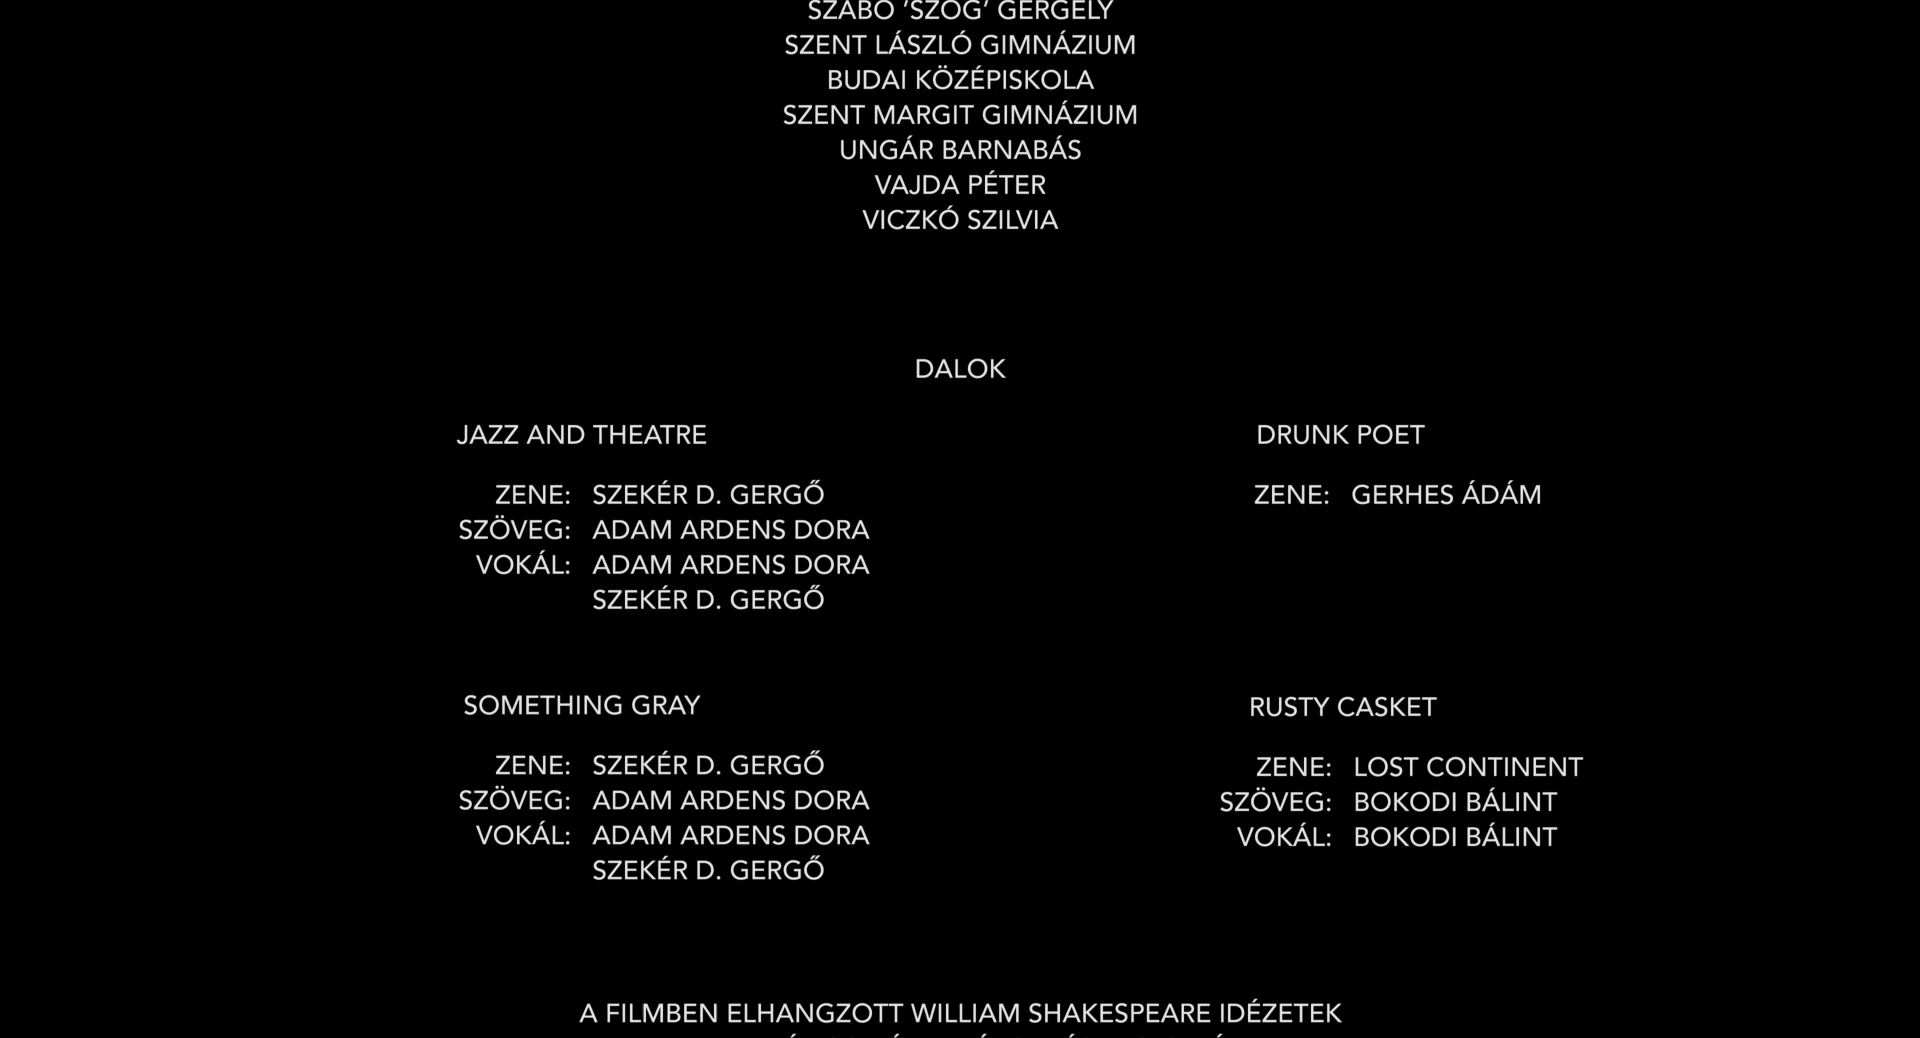 SZABÓ ’SZÖG’ GERGELY
SZENT LÁSZLÓ GIMNÁZIUM
BUDAI KÖZÉPISKOLA
SZENT MARGIT GIMNÁZIUM
UNGÁR BARNABÁS
VAJDA PÉTER
VICZKÓ SZILVIA
DALOK
JAZZ AND THEATRE
ZENE: SZEKÉR D. GERGŐ
SZÖVEG: ADAM ARDENS DORA
VOKÁL: ADAM ARDENS DORA
SZEKÉR D. GERGŐ
DRUNK POET
ZENE: GERHES ÁDÁM
SOMETHING GRAY
ZENE: SZEKÉR D. GERGŐ
SZÖVEG: ADAM ARDENS DORA
VOKÁL: ADAM ARDENS DORA
SZEKÉR D. GERGŐ
RUSTY CASKET
ZENE: LOST CONTINENT
SZÖVEG: BOKODI BÁLINT
VOKÁL: BOKODI BÁLINT
A FILMBEN ELHANGZOTT WILLIAM SHAKESPEARE IDÉZETEK